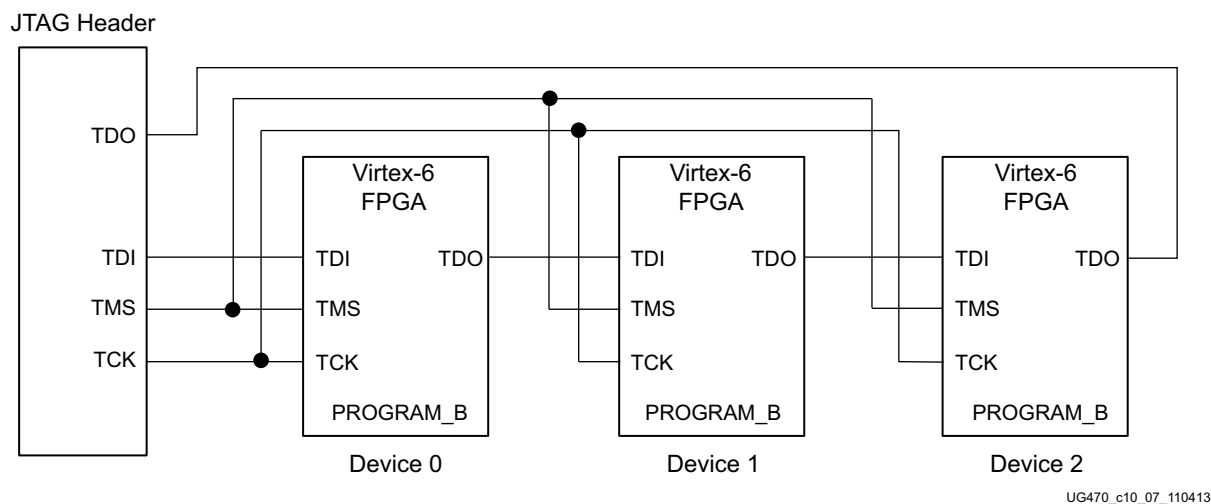 JTAG Header
TDO
TDI
TMS
TCK
Virtex-6
FPGA
TDI
TDO
TMS
TCK
PROGRAM_B
Device 0
Virtex-6
FPGA
TDI
TDO
TMS
TCK
PROGRAM_B
Device 1
Virtex-6
FPGA
TDI
TDO
TMS
TCK
PROGRAM_B
Device 2
UG470_c10_07_110413